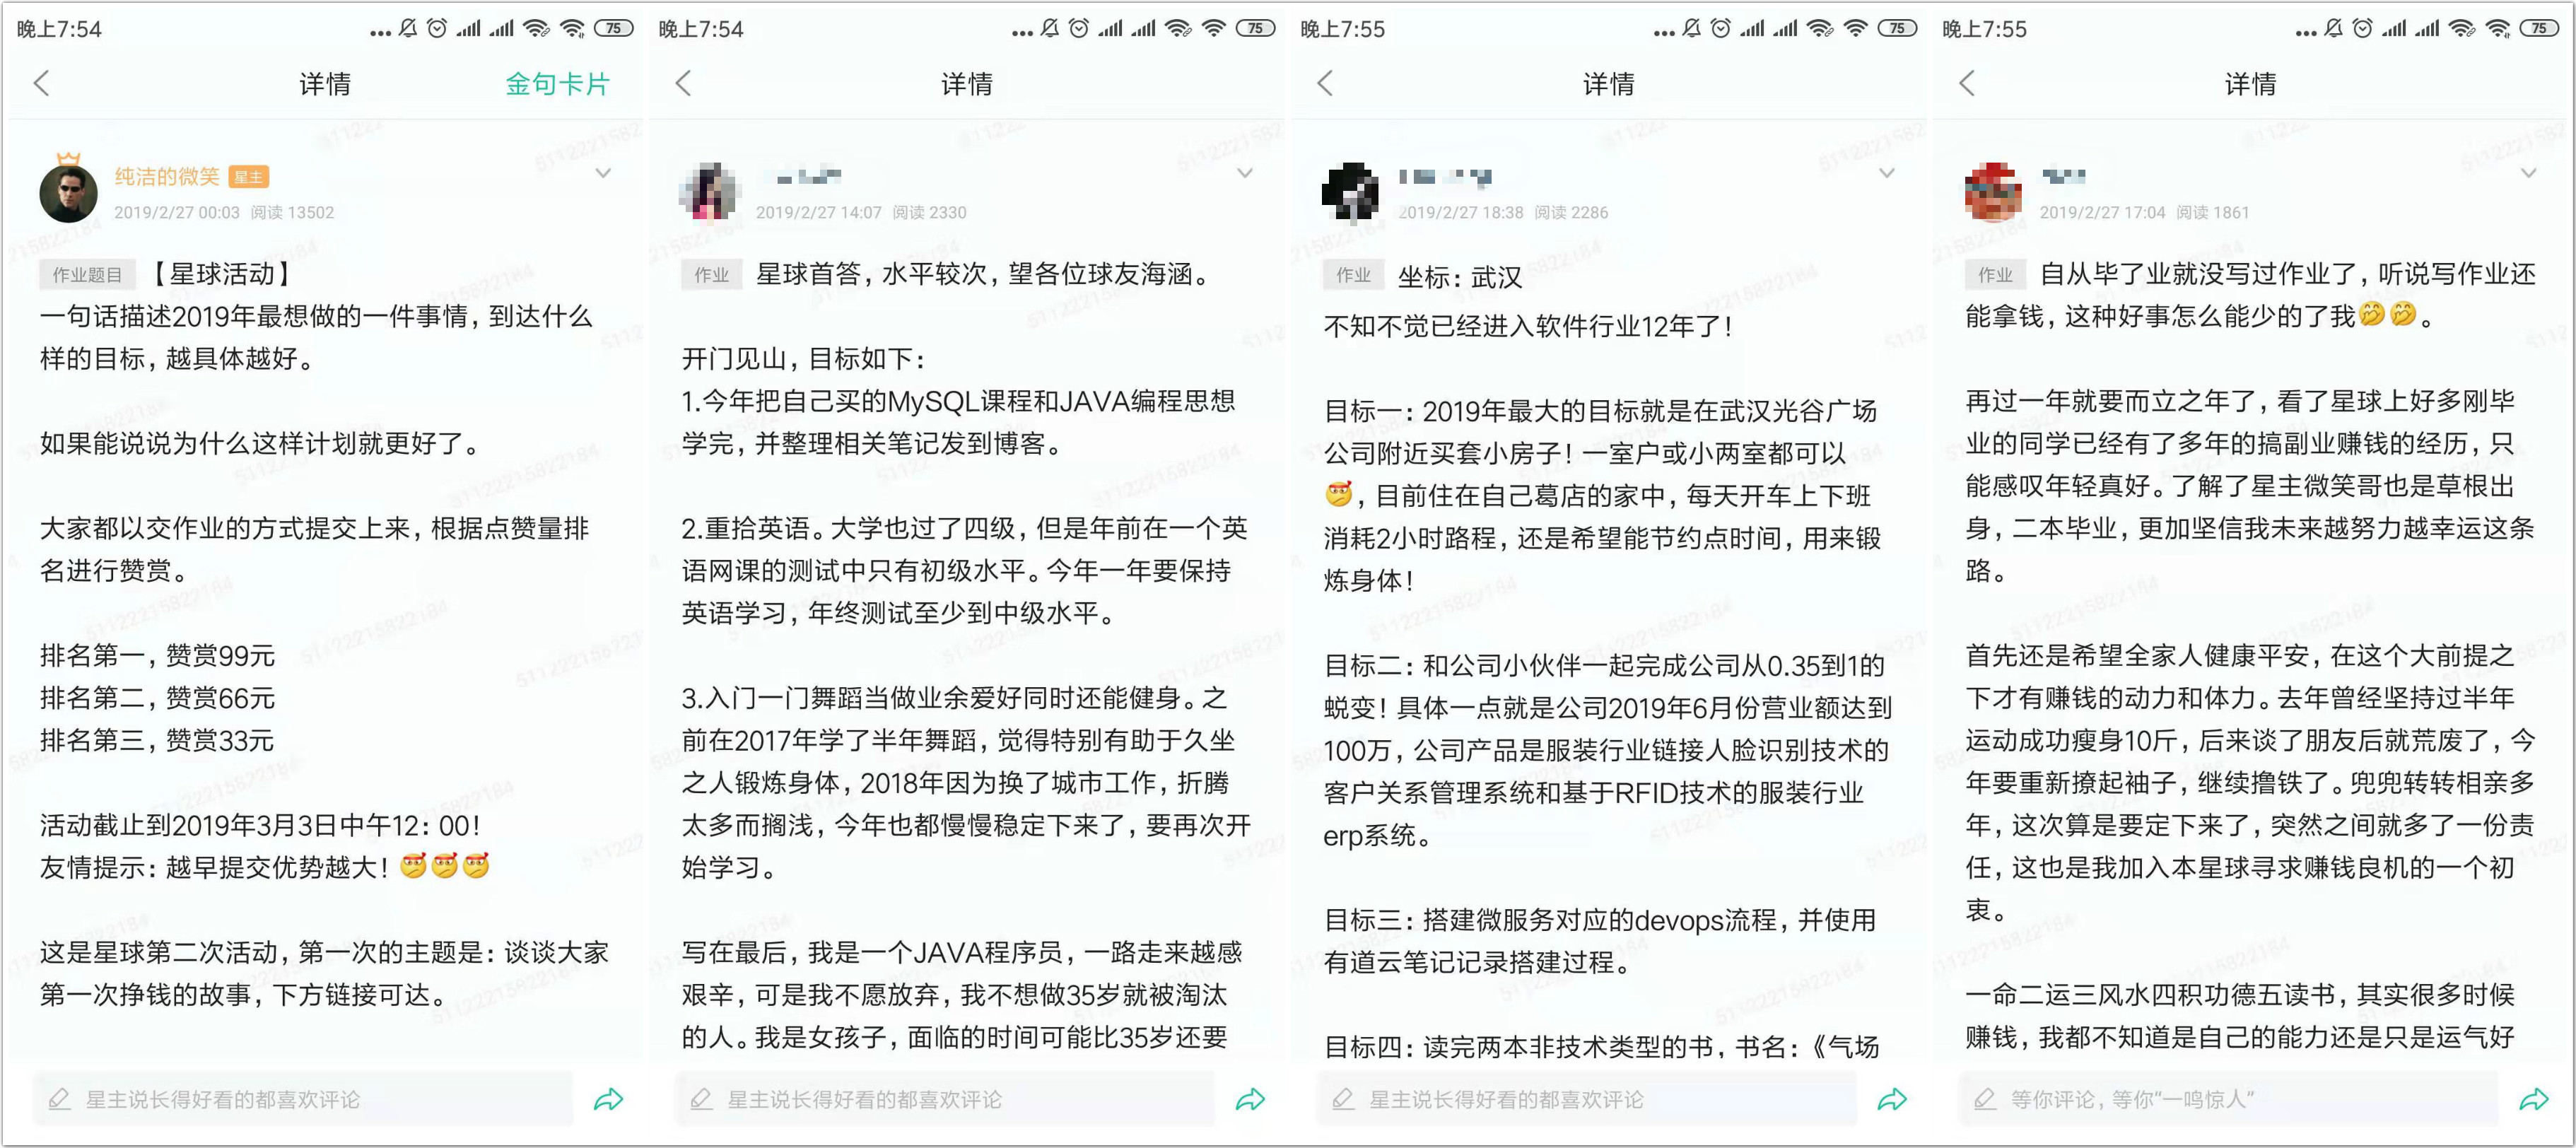 晚上7:54
75
详情
金句卡片
纯洁的微笑 星主
2019/2/27 00:03 阅读 13502
作业题目 【星球活动】
一句话描述2019年最想做的一件事情，到达什么
样的目标，越具体越好。
如果能说说为什么这样计划就更好了。
大家都以交作业的方式提交上来，根据点赞量排
名进行赞赏。
排名第一，赞赏99元
排名第二，赞赏66元
排名第三，赞赏33元
活动截止到2019年3月3日中午12：00！
友情提示：越早提交优势越大！
这是星球第二次活动，第一次的主题是：谈谈大家
第一次挣钱的故事，下方链接可达。
星主说长得好看的都喜欢评论
晚上7:54
75
详情
2019/2/27 14:07 阅读 2330
作业 星球首答，水平较次，望各位球友海涵。
开门见山，目标如下：
1.今年把自己买的MySQL课程和JAVA编程思想
学完，并整理相关笔记发到博客。
2.重拾英语。大学也过了四级，但是年前在一个英
语网课的测试中只有初级水平。今年一年要保持
英语学习，年终测试至少到中级水平。
3.入门一门舞蹈当做业余爱好同时还能健身。之
前在2017年学了半年舞蹈，觉得特别有助于久坐
之人锻炼身体，2018年因为换了城市工作，折腾
太多而搁浅，今年也都慢慢稳定下来了，要再次开
始学习。
写在最后，我是一个JAVA程序员，一路走来越感
艰辛，可是我不愿放弃，我不想做35岁就被淘汰
的人。我是女孩子，面临的时间可能比35岁还要
星主说长得好看的都喜欢评论
晚上7:55
75
详情
2019/2/27 18:38 阅读 2286
作业 坐标：武汉
不知不觉已经进入软件行业12年了！
目标一：2019年最大的目标就是在武汉光谷广场
公司附近买套小房子！一室户或小两室都可以
，目前住在自己葛店的家中，每天开车上下班
消耗2小时路程，还是希望能节约点时间，用来锻
炼身体！
目标二：和公司小伙伴一起完成公司从0.35到1的
蜕变！具体一点就是公司2019年6月份营业额达到
100万，公司产品是服装行业链接人脸识别技术的
客户关系管理系统和基于RFID技术的服装行业
erp系统。
目标三：搭建微服务对应的devops流程，并使用
有道云笔记记录搭建过程。
目标四：读完两本非技术类型的书，书名：《气场
星主说长得好看的都喜欢评论
晚上7:55
75
详情
2019/2/27 17:04 阅读 1861
作业 自从毕了业就没写过作业了，听说写作业还
能拿钱，这种好事怎么能少的了我。
再过一年就要而立之年了，看了星球上好多刚毕
业的同学已经有了多年的搞副业赚钱的经历，只
能感叹年轻真好。了解了星主微笑哥也是草根出
身，二本毕业，更加坚信我未来越努力越幸运这条
路。
首先还是希望全家人健康平安，在这个大前提之
下才有赚钱的动力和体力。去年曾经坚持过半年
运动成功瘦身10斤，后来谈了朋友后就荒废了，今
年要重新撩起袖子，继续撸铁了。兜兜转转相亲多
年，这次算是要定下来了，突然之间就多了一份责
任，这也是我加入本星球寻求赚钱良机的一个初
衷。
一命二运三风水四积功德五读书，其实很多时候
赚钱，我都不知道是自己的能力还是只是运气好
等你评论，等你“一鸣惊人”